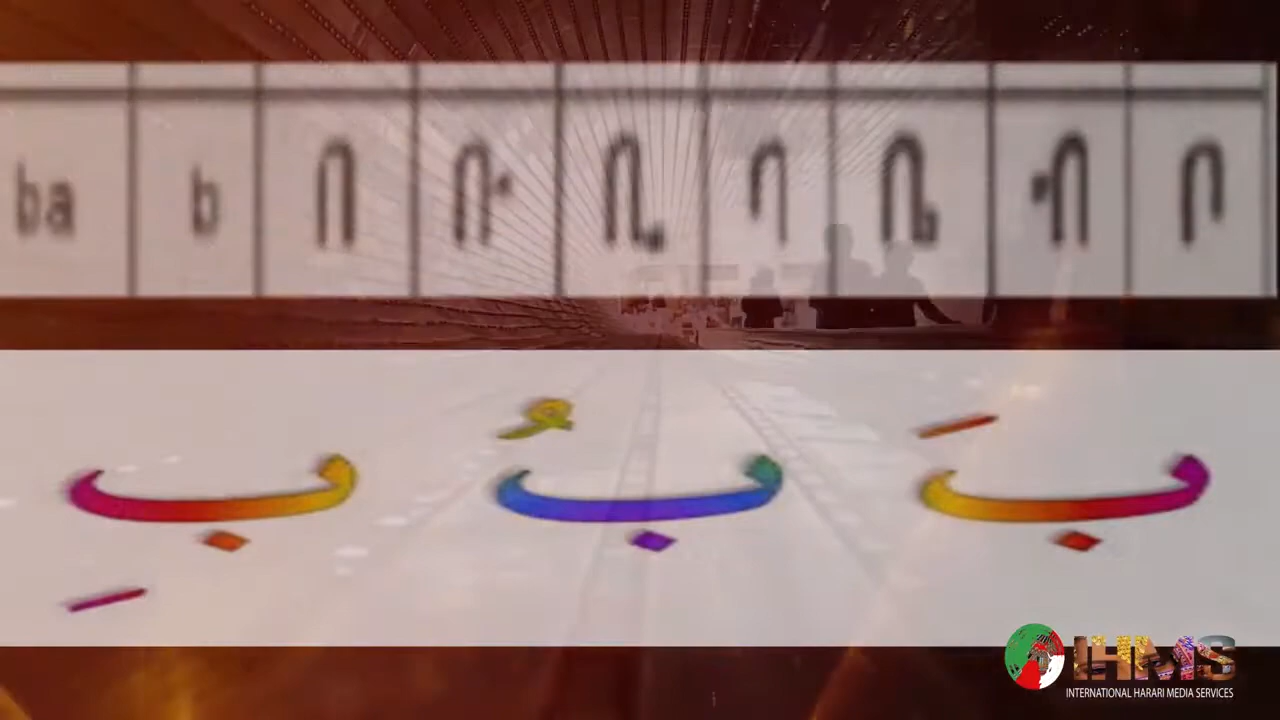 ba b በ ቡ ቢ ባ ቤ ብ ቦ
بَ بُ بِ
IHMS
INTERNATIONAL HARARI MEDIA SERVICES